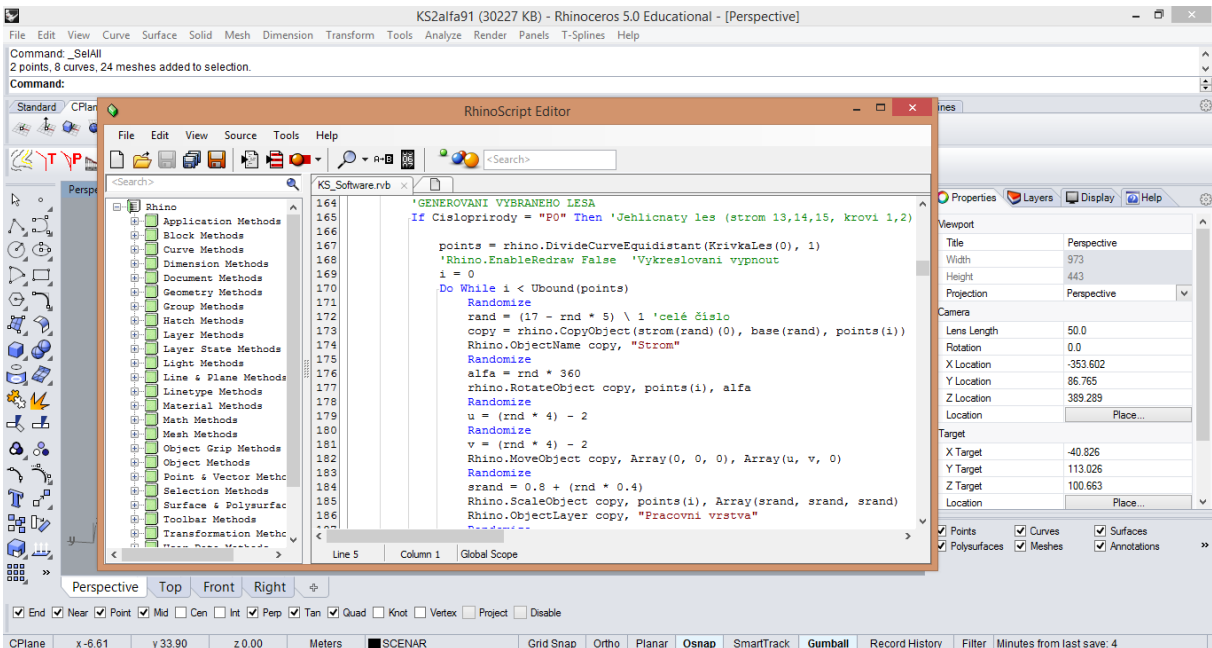 KS2alfa91 (30227 KB) - Rhinoceros 5.0 Educational - [Perspective]
File Edit View Curve Surface Solid Mesh Dimension Transform Tools Analyze Render Panels T-Splines Help
Command: _SelAll
2 points, 8 curves, 24 meshes added to selection.
Command:
Standard CPlan
ines
Perspe
RhinoScript Editor
File Edit View Source Tools Help
<Search>
<Search>
KS_Software.rvb
Rhino
Application Methods
Block Methods
Curve Methods
Dimension Methods
Document Methods
Geometry Methods
Group Methods
Hatch Methods
Layer Methods
Layer State Methods
Light Methods
Line & Plane Methods
Linetype Methods
Material Methods
Math Methods
Mesh Methods
Object Grip Methods
Object Methods
Point & Vector Metho
Selection Methods
Surface & Polysurfac
Toolbar Methods
Transformation Metho
164 'GENEROVANI VYBRANEHO LESA
165 If Cisloprirody = "P0" Then 'Jehlicnaty les (strom 13,14,15, krovi 1,2)
166
167 points = rhino.DivideCurveEquidistant(KrivkaLes(0), 1)
168 'Rhino.EnableRedraw False 'Vykreslovani vypnout
169 i = 0
170 Do While i < Ubound(points)
171 Randomize
172 rand = (17 - rnd * 5) \ 1 'celé číslo
173 copy = rhino.CopyObject(strom(rand)(0), base(rand), points(i))
174 Rhino.ObjectName copy, "Strom"
175 Randomize
176 alfa = rnd * 360
177 rhino.RotateObject copy, points(i), alfa
178 Randomize
179 u = (rnd * 4) - 2
180 Randomize
181 v = (rnd * 4) - 2
182 Rhino.MoveObject copy, Array(0, 0, 0), Array(u, v, 0)
183 Randomize
184 srand = 0.8 + (rnd * 0.4)
185 Rhino.ScaleObject copy, points(i), Array(srand, srand, srand)
186 Rhino.ObjectLayer copy, "Pracovni vrstva"
Line 5 Column 1 Global Scope
Properties Layers Display Help
Viewport
Title Perspective
Width 973
Height 443
Projection Perspective
Camera
Lens Length 50.0
Rotation 0.0
X Location -353.602
Y Location 86.765
Z Location 389.289
Location Place...
Target
X Target -40.826
Y Target 113.026
Z Target 100.663
Location Place...
Points Curves Surfaces
Polysurfaces Meshes Annotations
y
Perspective Top Front Right
End Near Point Mid Cen Int Perp Tan Quad Knot Vertex Project Disable
CPlane x -6.61 y 33.90 z 0.00 Meters SCENAR Grid Snap Ortho Planar Osnap SmartTrack Gumball Record History Filter Minutes from last save: 4